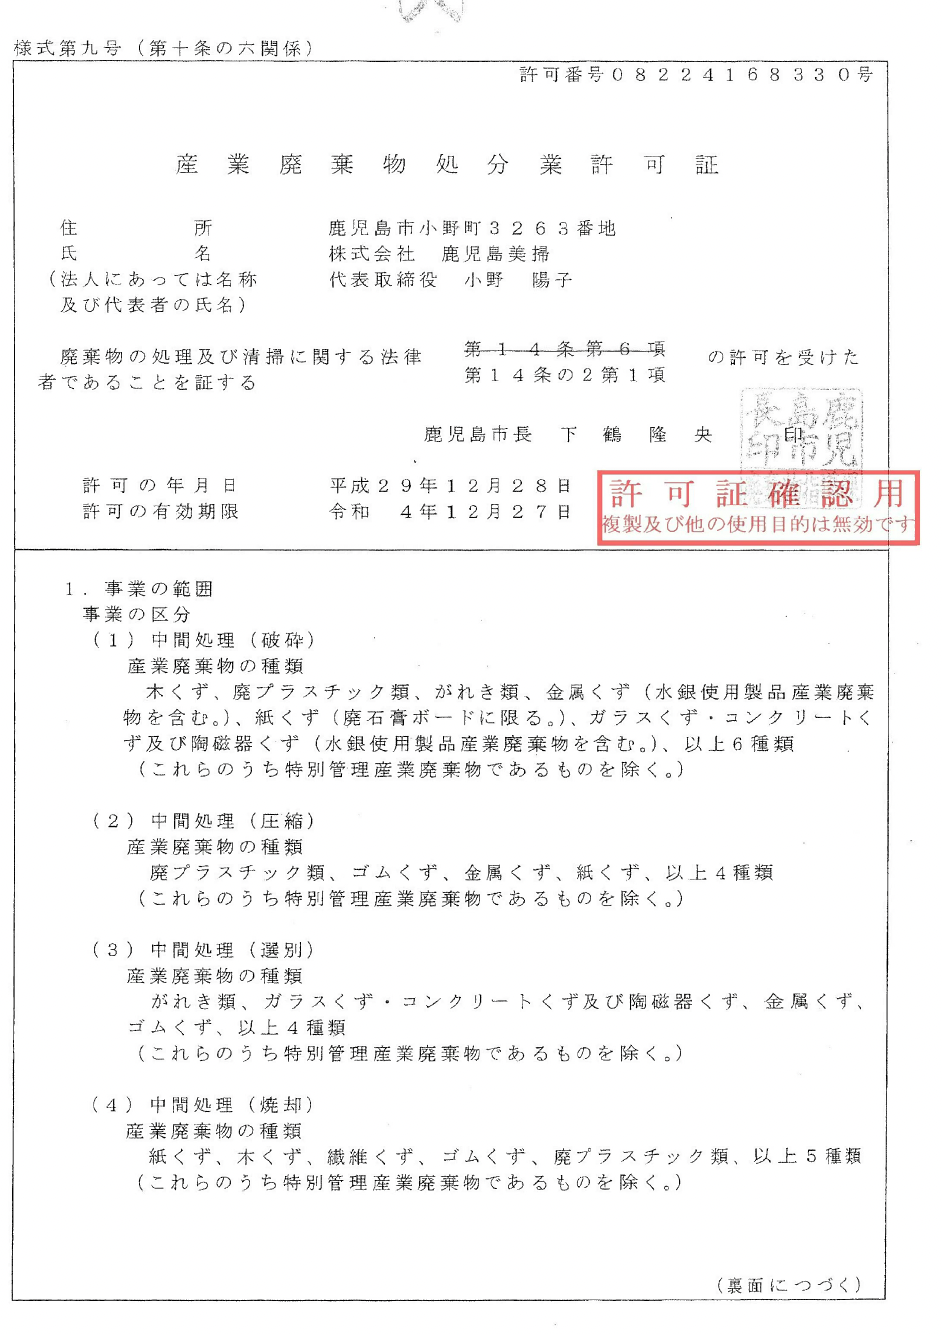 様式第九号（第十条の六関係）
許可番号０８２２４１６８３３０号
産業廃棄物処分業許可証
住所　鹿児島市小野町３２６３番地
氏名　株式会社　鹿児島美掃
（法人にあっては名称　代表取締役　小野　陽子
及び代表者の氏名）
廃棄物の処理及び清掃に関する法律　第１４条第６項　の許可を受けた
者であることを証する　第１４条の２第１項
鹿児島市長　下鶴隆央　印
鹿児島市長印
許可の年月日　平成２９年１２月２８日
許可の有効期限　令和　４年１２月２７日
許可証確認用
複製及び他の使用目的は無効です
１．事業の範囲
事業の区分
（１）中間処理（破砕）
産業廃棄物の種類
木くず、廃プラスチック類、がれき類、金属くず（水銀使用製品産業廃棄
物を含む。）、紙くず（廃石膏ボードに限る。）、ガラスくず・コンクリートく
ず及び陶磁器くず（水銀使用製品産業廃棄物を含む。）、以上６種類
（これらのうち特別管理産業廃棄物であるものを除く。）
（２）中間処理（圧縮）
産業廃棄物の種類
廃プラスチック類、ゴムくず、金属くず、紙くず、以上４種類
（これらのうち特別管理産業廃棄物であるものを除く。）
（３）中間処理（選別）
産業廃棄物の種類
がれき類、ガラスくず・コンクリートくず及び陶磁器くず、金属くず、
ゴムくず、以上４種類
（これらのうち特別管理産業廃棄物であるものを除く。）
（４）中間処理（焼却）
産業廃棄物の種類
紙くず、木くず、繊維くず、ゴムくず、廃プラスチック類、以上５種類
（これらのうち特別管理産業廃棄物であるものを除く。）
（裏面につづく）